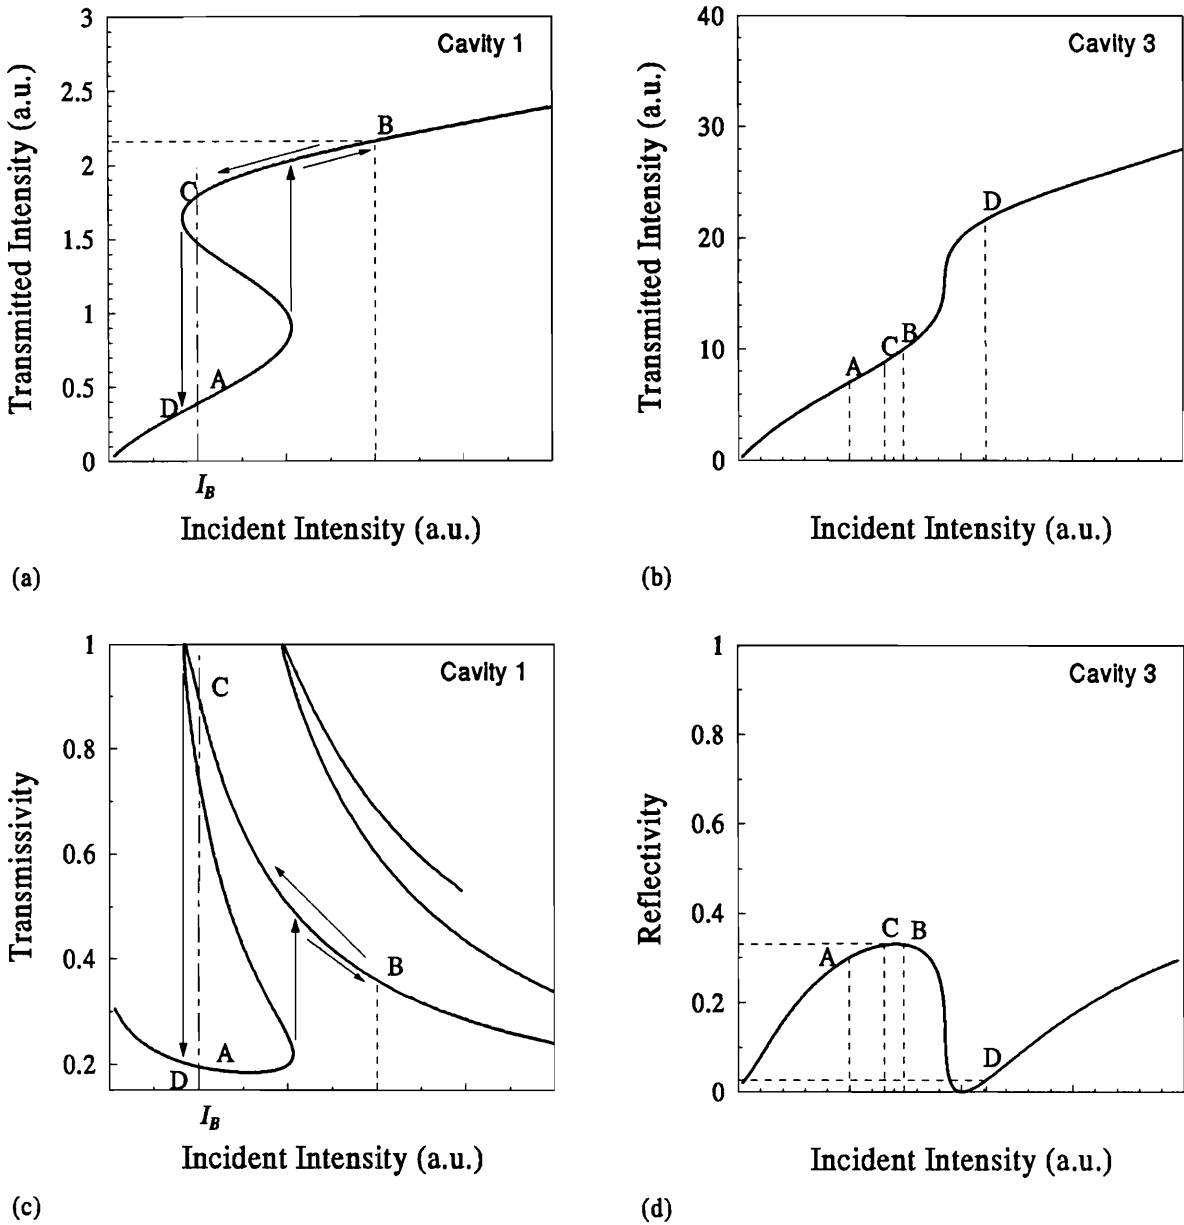 3
2.5
2
1.5
1
0.5
0
Transmitted Intensity (a.u.)
Cavity 1
B
C
A
D
I_B
Incident Intensity (a.u.)
(a)
40
30
20
10
0
Transmitted Intensity (a.u.)
Cavity 3
D
B
C
A
Incident Intensity (a.u.)
(b)
1
0.8
0.6
0.4
0.2
Transmissivity
Cavity 1
C
B
A
D
I_B
Incident Intensity (a.u.)
(c)
1
0.8
0.6
0.4
0.2
0
Reflectivity
Cavity 3
C B
A
D
Incident Intensity (a.u.)
(d)